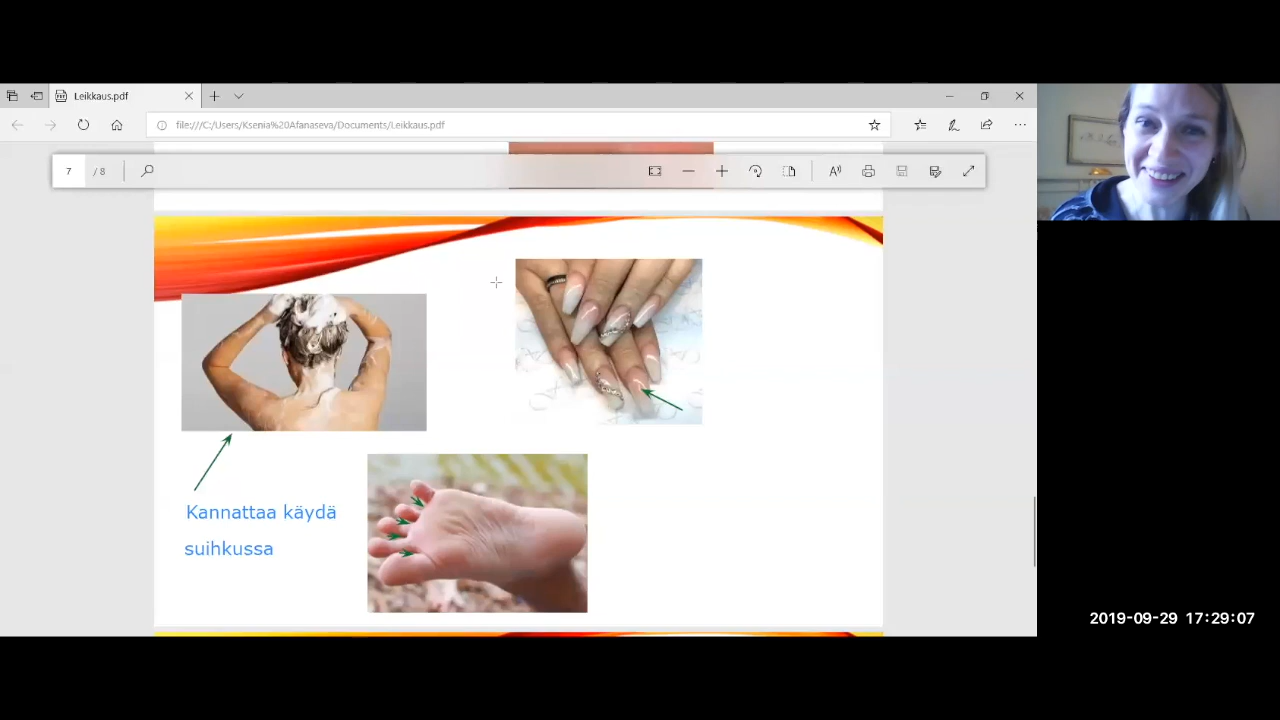 Leikkaus.pdf
file:///C:/Users/Ksenia%20Afanaseva/Documents/Leikkaus.pdf
7 / 8
Kannattaa käydä
suihkussa
2019-09-29 17:29:07